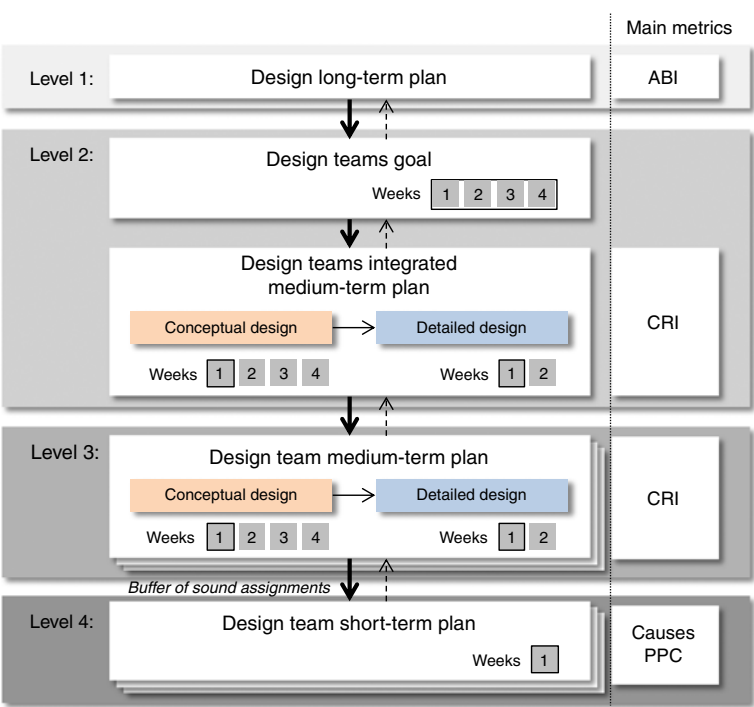 Main metrics
Level 1:
Design long-term plan
ABI
Level 2:
Design teams goal
Weeks 1 2 3 4
Design teams integrated
medium-term plan
Conceptual design
Detailed design
Weeks 1 2 3 4
Weeks 1 2
CRI
Level 3:
Design team medium-term plan
Conceptual design
Detailed design
Weeks 1 2 3 4
Weeks 1 2
CRI
Buffer of sound assignments
Level 4:
Design team short-term plan
Weeks 1
Causes
PPC